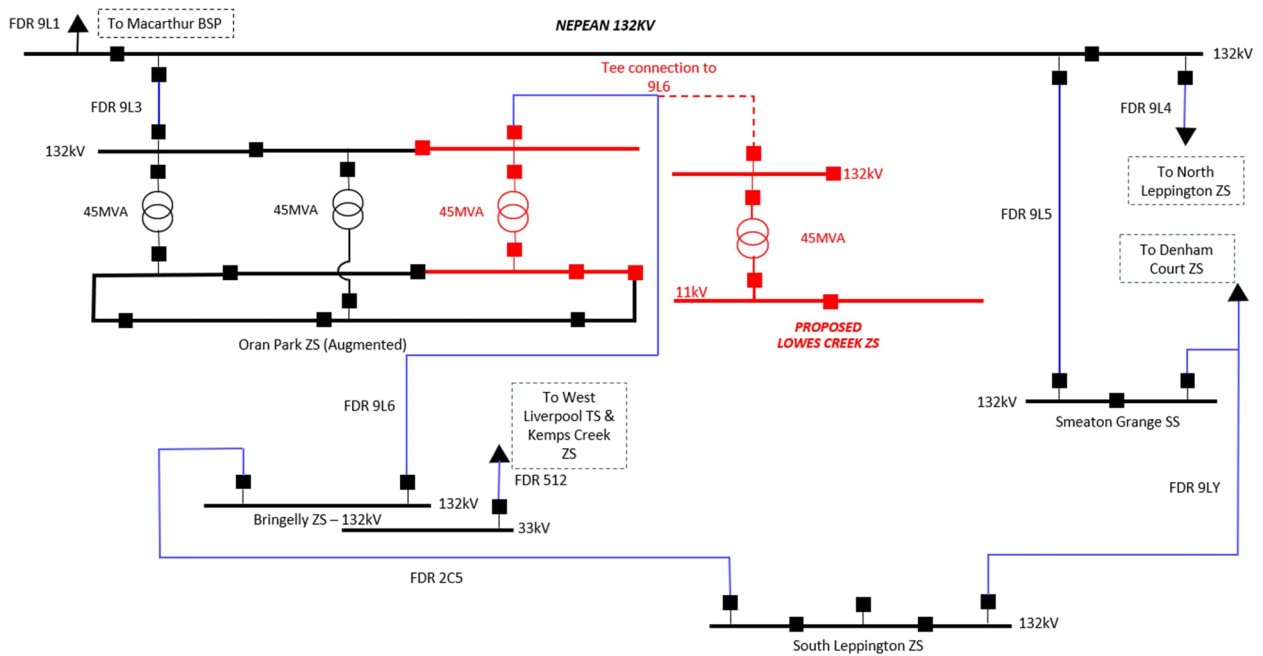 FDR 9L1
To Macarthur BSP
NEPEAN 132KV
132kV
Tee connection to
9L6
FDR 9L3
FDR 9L4
132kV
To North
Leppington ZS
132kV
45MVA
45MVA
45MVA
45MVA
FDR 9L5
To Denham
Court ZS
11kV
PROPOSED
LOWES CREEK ZS
Oran Park ZS (Augmented)
FDR 9L6
To West
Liverpool TS &
Kemps Creek
ZS
132kV
Smeaton Grange SS
FDR 512
FDR 9LY
132kV
Bringelly ZS – 132kV
33kV
FDR 2C5
132kV
South Leppington ZS